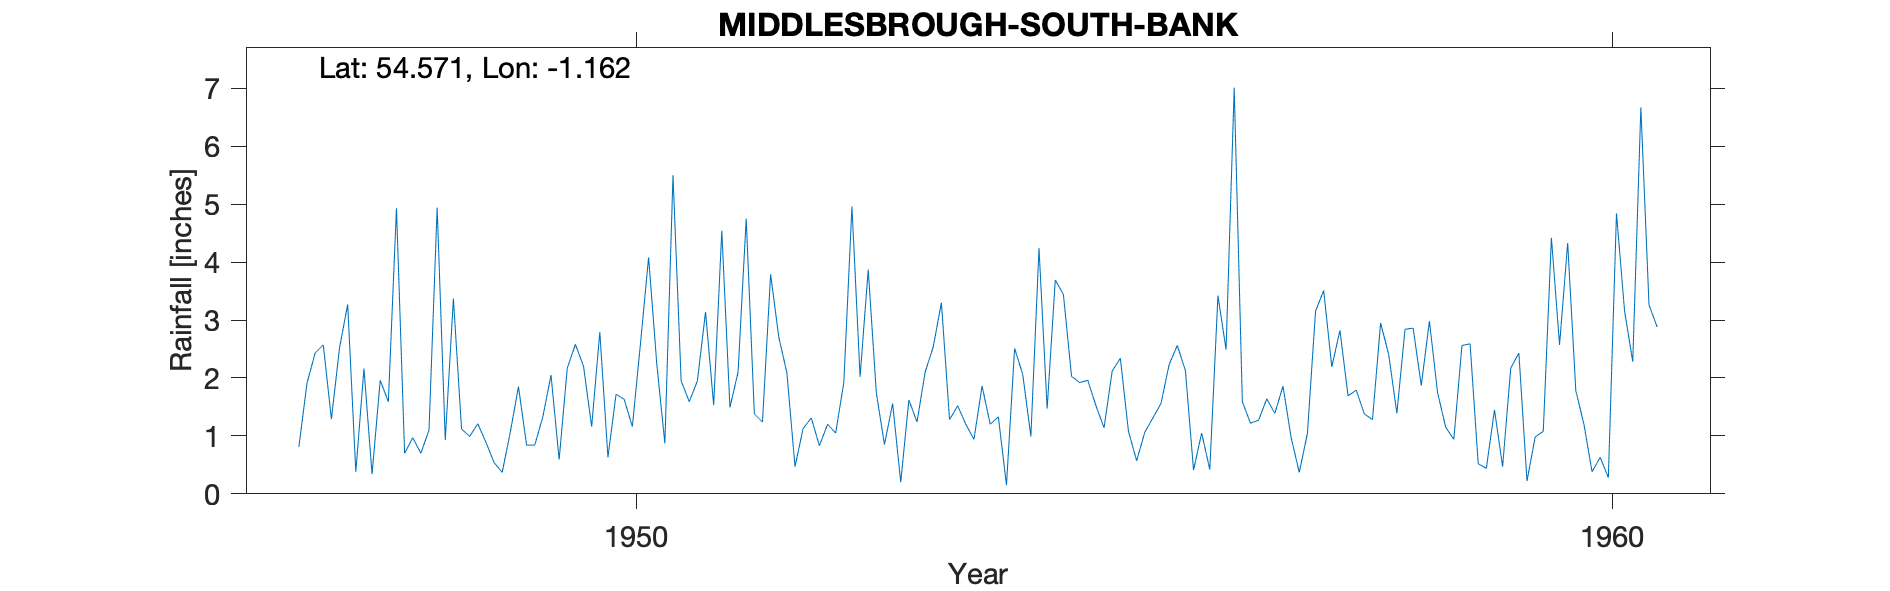 MIDDLESBROUGH-SOUTH-BANK
Lat: 54.571, Lon: -1.162
7
6
5
4
3
2
1
0
Rainfall [inches]
1950
1960
Year